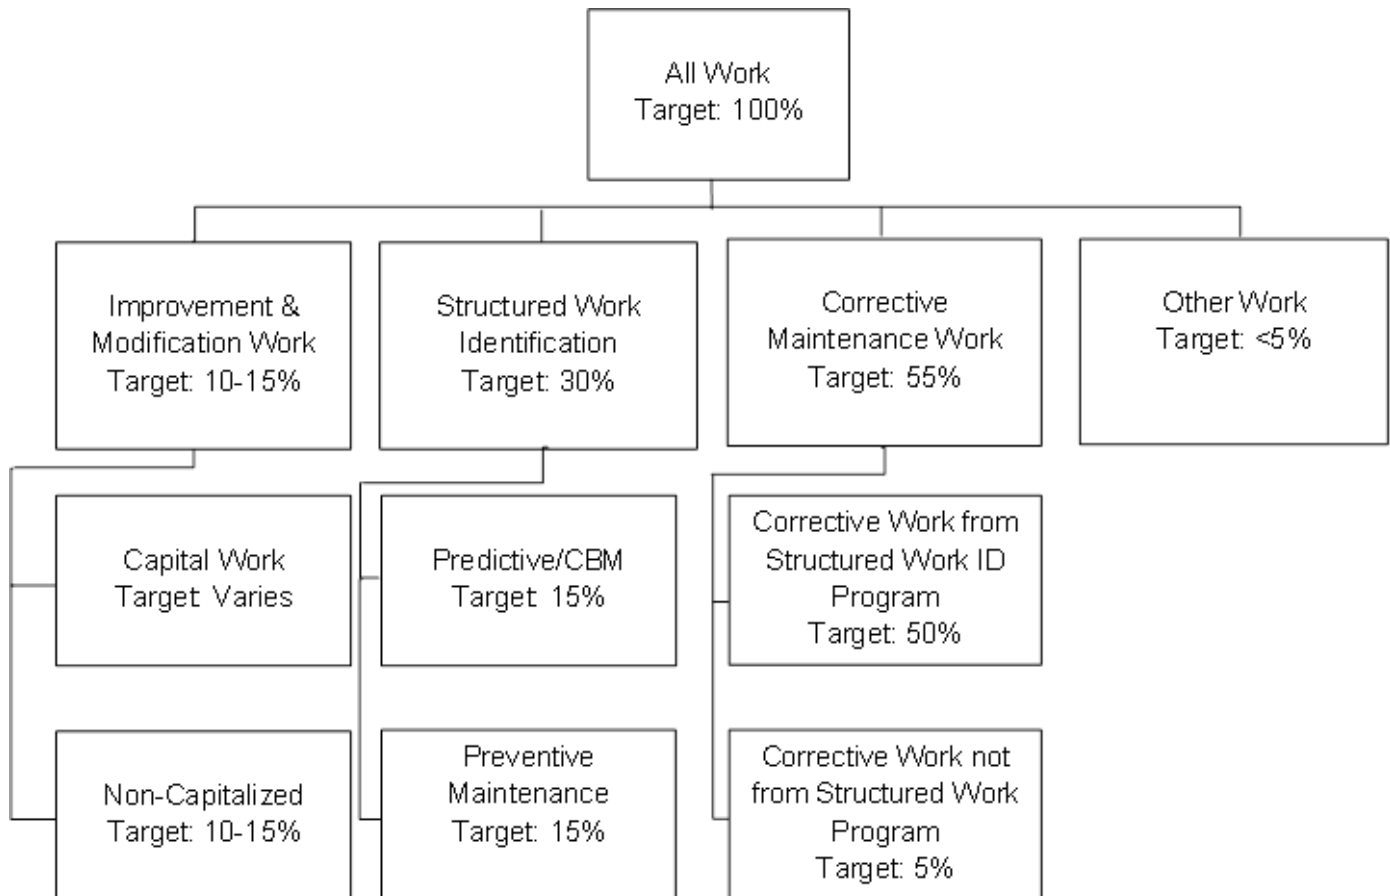 All Work
Target: 100%
Improvement &
Modification Work
Target: 10-15%
Structured Work
Identification
Target: 30%
Corrective
Maintenance Work
Target: 55%
Other Work
Target: <5%
Capital Work
Target: Varies
Predictive/CBM
Target: 15%
Corrective Work from
Structured Work ID
Program
Target: 50%
Non-Capitalized
Target: 10-15%
Preventive
Maintenance
Target: 15%
Corrective Work not
from Structured Work
Program
Target: 5%